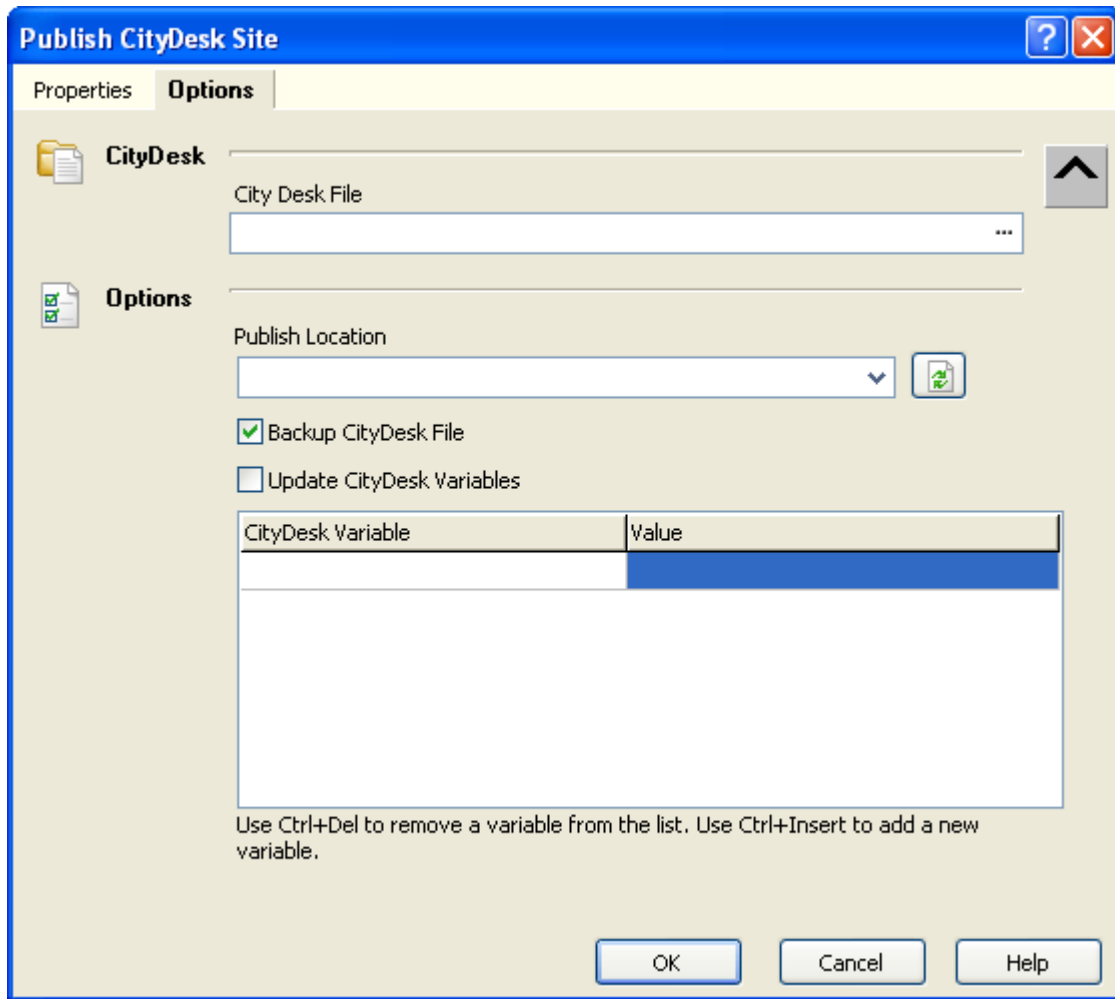 Publish CityDesk Site
?
Properties Options
CityDesk
City Desk File
...
Options
Publish Location
Backup CityDesk File
Update CityDesk Variables
CityDesk Variable Value
Use Ctrl+Del to remove a variable from the list. Use Ctrl+Insert to add a new
variable.
OK Cancel Help